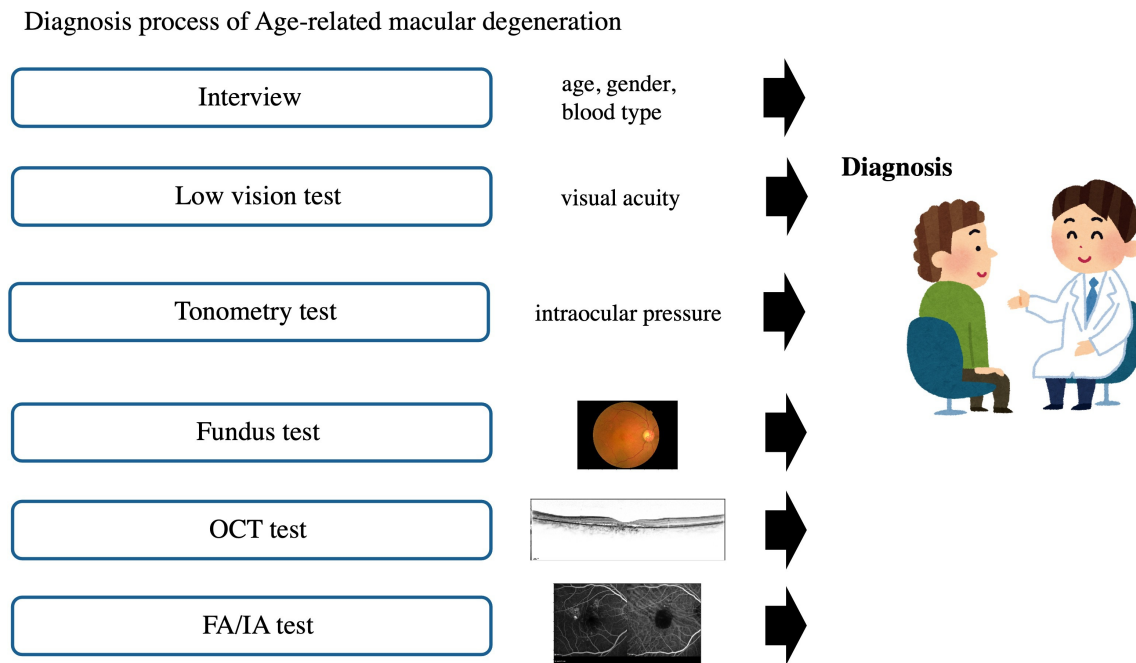 Diagnosis process of Age-related macular degeneration
Interview
age, gender,
blood type
Low vision test
visual acuity
Diagnosis
Tonometry test
intraocular pressure
Fundus test
OCT test
FA/IA test